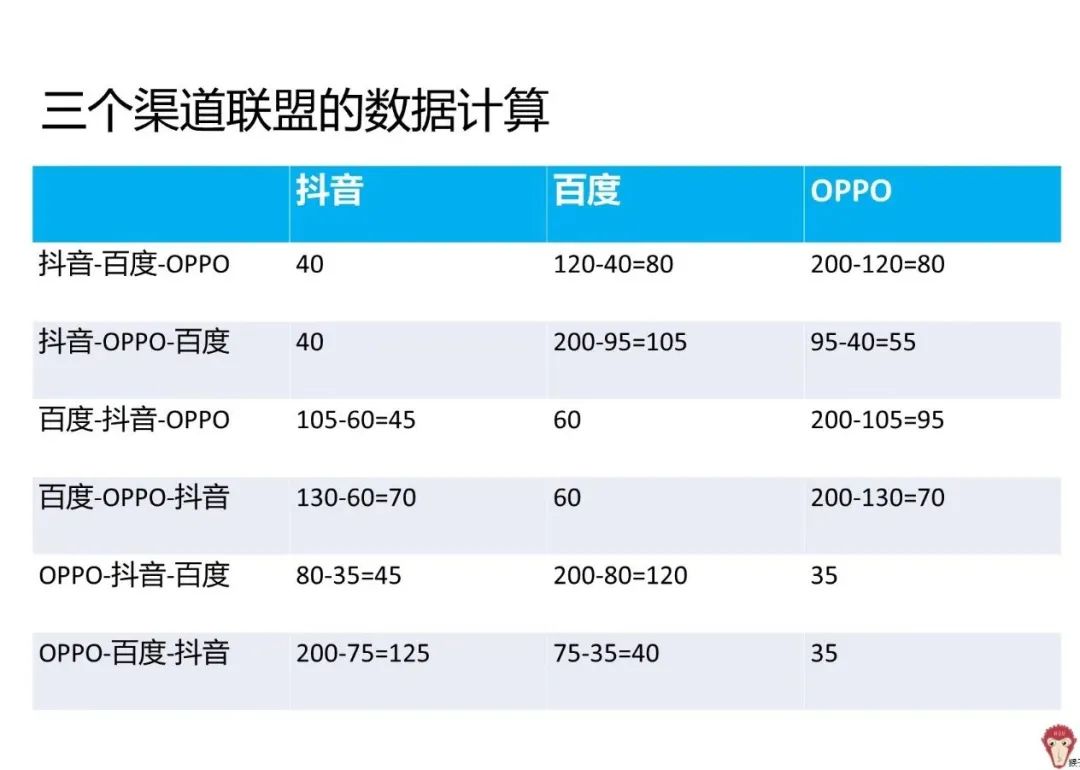 三个渠道联盟的数据计算
抖音 百度 OPPO
抖音-百度-OPPO 40 120-40=80 200-120=80
抖音-OPPO-百度 40 200-95=105 95-40=55
百度-抖音-OPPO 105-60=45 60 200-105=95
百度-OPPO-抖音 130-60=70 60 200-130=70
OPPO-抖音-百度 80-35=45 200-80=120 35
OPPO-百度-抖音 200-75=125 75-35=40 35